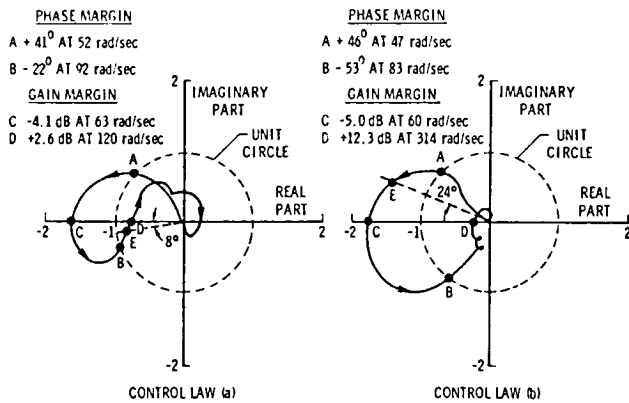 PHASE MARGIN
A + 41° AT 52 rad/sec
B - 22° AT 92 rad/sec
GAIN MARGIN
C -4.1 dB AT 63 rad/sec
D +2.6 dB AT 120 rad/sec
2
IMAGINARY
PART
UNIT
CIRCLE
REAL
PART
A
-2
C
-1
D
E
8°
B
2
-2
CONTROL LAW (a)
PHASE MARGIN
A + 46° AT 47 rad/sec
B - 53° AT 83 rad/sec
GAIN MARGIN
C -5.0 dB AT 60 rad/sec
D +12.3 dB AT 314 rad/sec
2
IMAGINARY
PART
UNIT
CIRCLE
REAL
PART
A
E
24°
-2
C
-1
D
2
B
-2
CONTROL LAW (b)